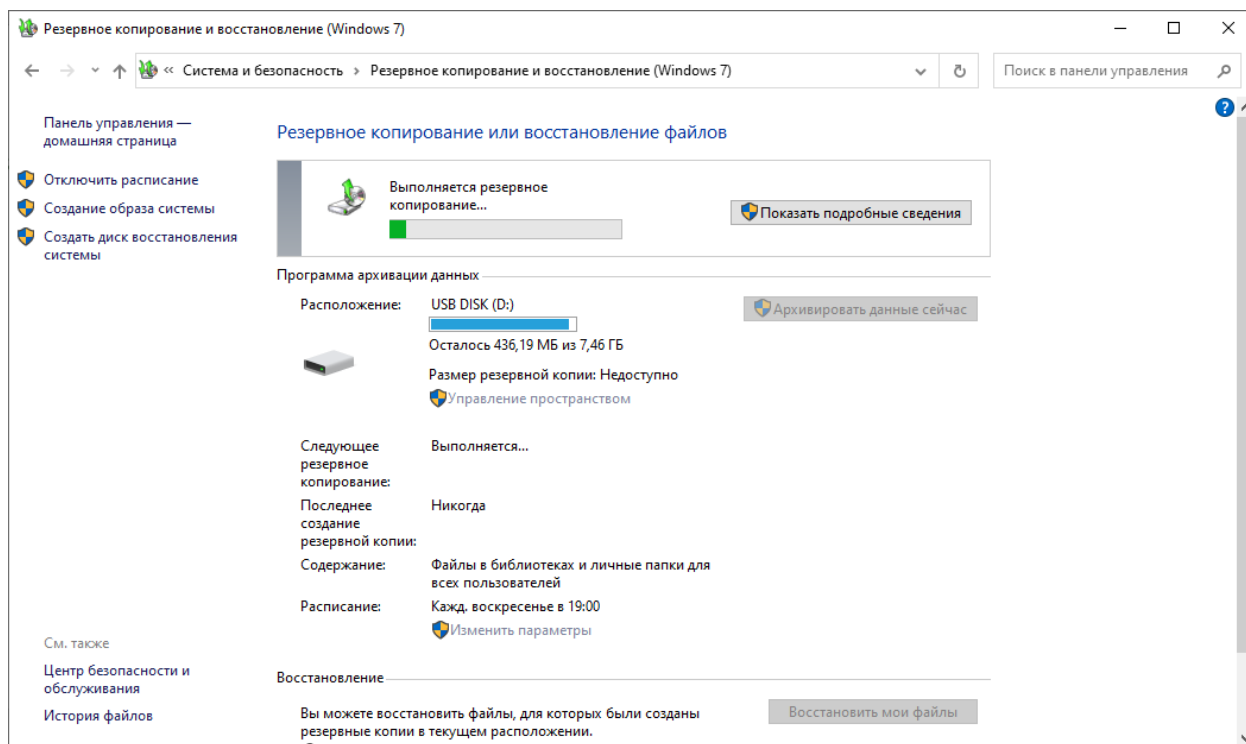 Резервное копирование и восстановление (Windows 7)
« Система и безопасность › Резервное копирование и восстановление (Windows 7)
Поиск в панели управления
?
Панель управления —
домашняя страница
Отключить расписание
Создание образа системы
Создать диск восстановления
системы
Резервное копирование или восстановление файлов
Выполняется резервное
копирование...
Показать подробные сведения
Программа архивации данных
Расположение:
USB DISK (D:)
Архивировать данные сейчас
Осталось 436,19 МБ из 7,46 ГБ
Размер резервной копии: Недоступно
Управление пространством
Следующее
резервное
копирование:
Выполняется...
Последнее
создание
резервной копии:
Никогда
Содержание:
Файлы в библиотеках и личные папки для
всех пользователей
Расписание:
Кажд. воскресенье в 19:00
Изменить параметры
См. также
Центр безопасности и
обслуживания
История файлов
Восстановление
Вы можете восстановить файлы, для которых были созданы
резервные копии в текущем расположении.
Восстановить мои файлы